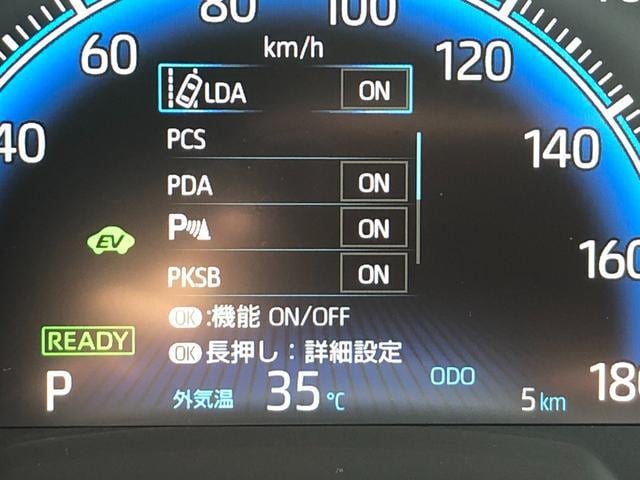 80
100
60
km/h
120
LDA ON
40
PCS
140
PDA ON
P ON
EV
160
PKSB ON
OK:機能 ON/OFF
READY
OK長押し:詳細設定
P
外気温 35℃
ODO
5km
180